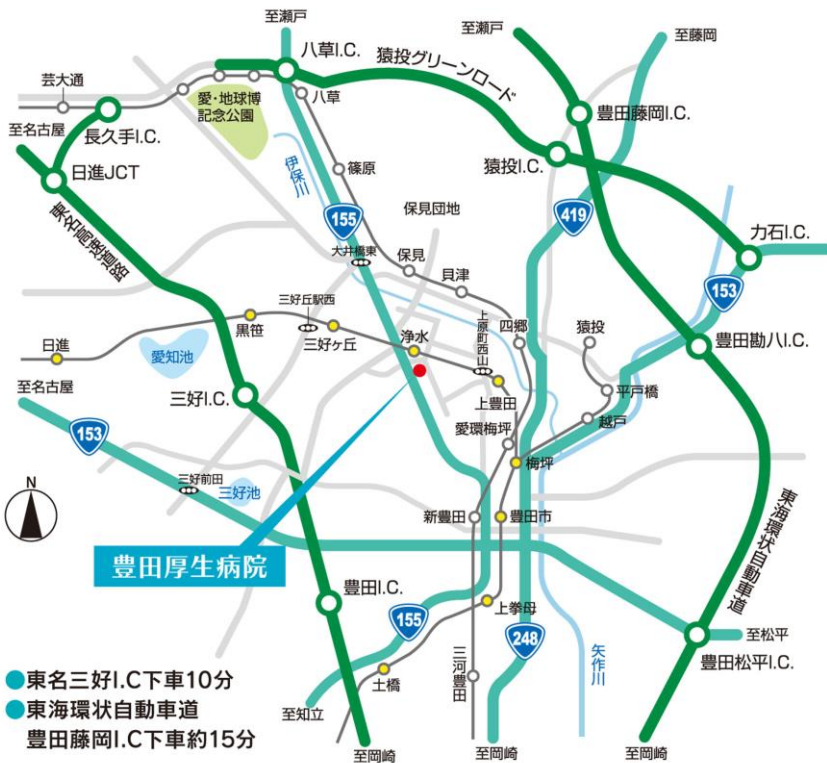 至瀬戸
至瀬戸
至藤岡
八草I.C.
猿投グリーンロード
芸大通
八草
愛・地球博
記念公園
豊田藤岡I.C.
至名古屋
長久手I.C.
日進JCT
伊保川
篠原
猿投I.C.
155
保見団地
419
東名高速道路
大井橋東
保見
貝津
力石I.C.
153
三好丘駅西
上原町西山
四郷
猿投
黒笹
三好ヶ丘
浄水
日進
愛知池
豊田勘八I.C.
至名古屋
三好I.C.
上豊田
平戸橋
越戸
153
愛環梅坪
梅坪
三好前田
三好池
N
新豊田
豊田市
東海環状自動車道
豊田厚生病院
豊田I.C.
上挙母
155
248
至松平
豊田松平I.C.
三河豊田
矢作川
土橋
至知立
至岡崎
至岡崎
至岡崎
●東名三好I.C下車10分
●東海環状自動車道
豊田藤岡I.C下車約15分